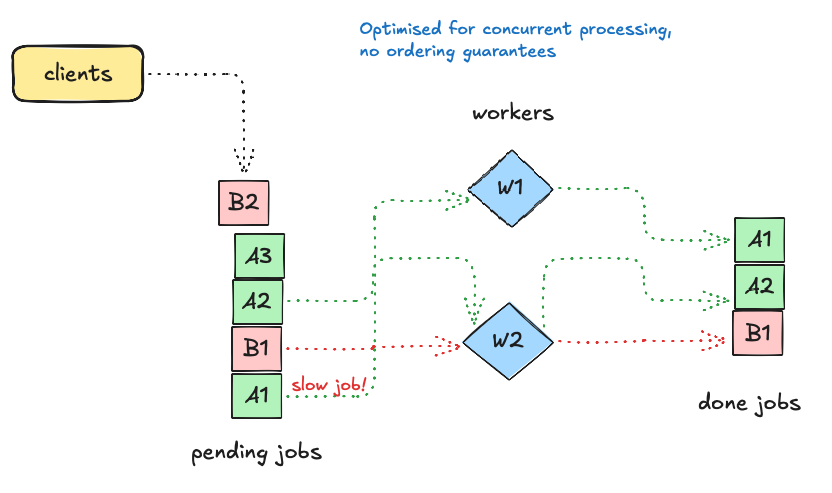 Optimised for concurrent processing,
no ordering guarantees
clients
workers
B2
A3
A2
B1
A1
slow job!
pending jobs
W1
W2
A1
A2
B1
done jobs